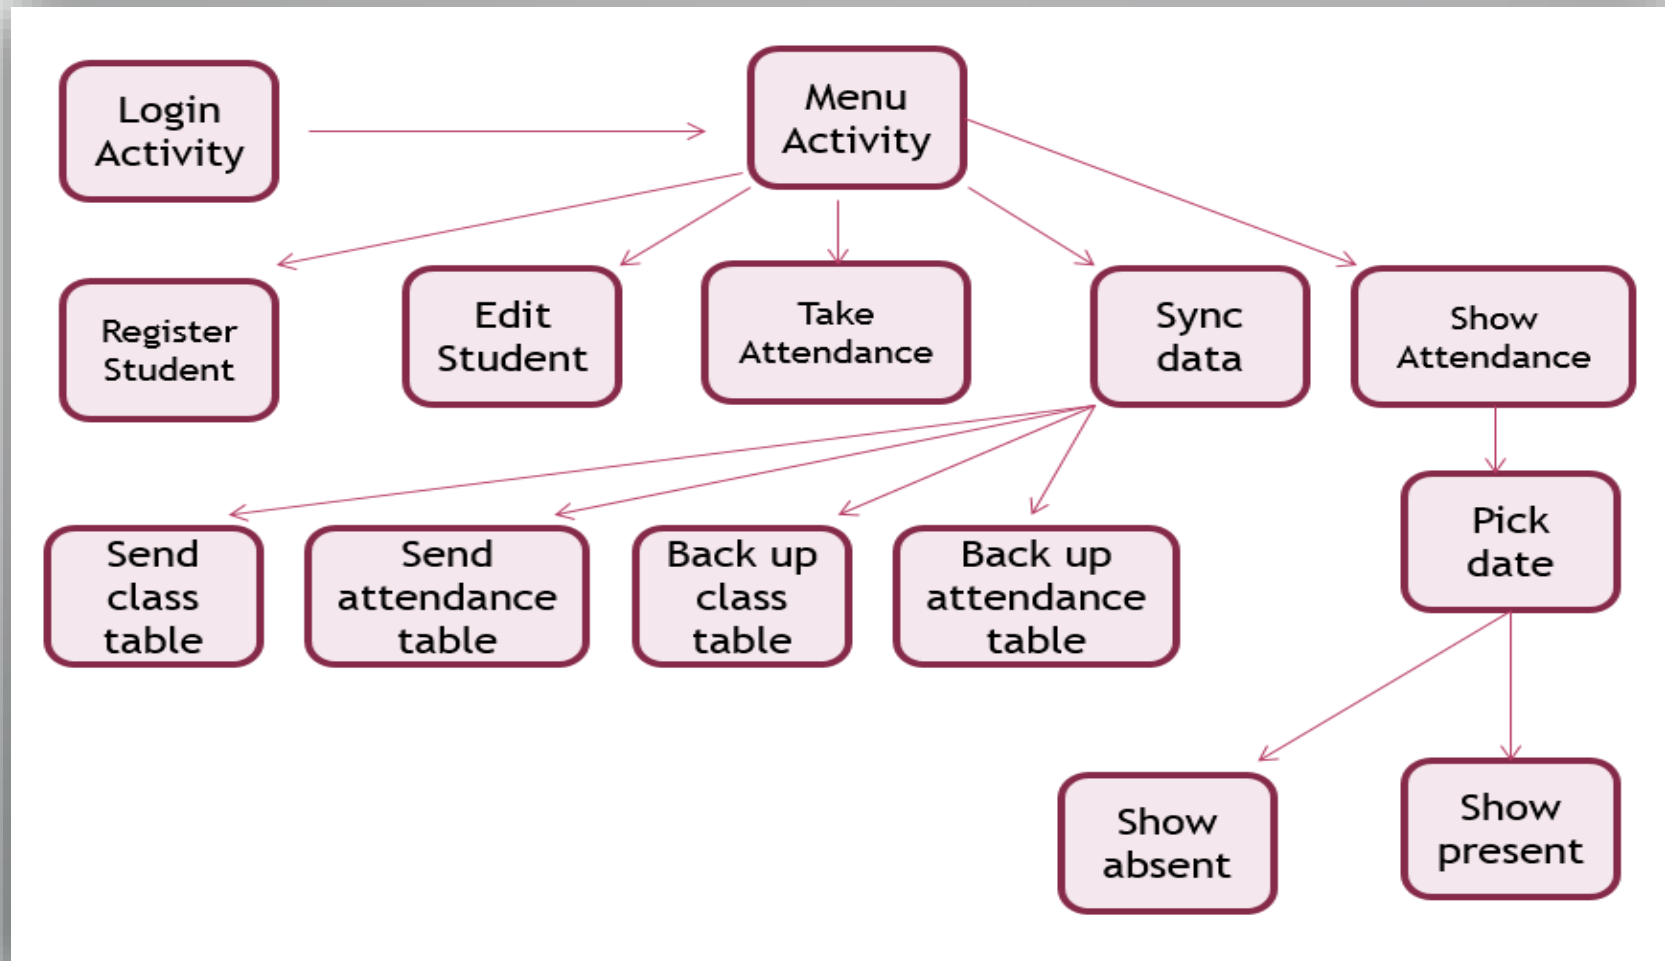 Login
Activity
Menu
Activity
Register
Student
Edit
Student
Take
Attendance
Sync
data
Show
Attendance
Send
class
table
Send
attendance
table
Back up
class
table
Back up
attendance
table
Pick
date
Show
absent
Show
present